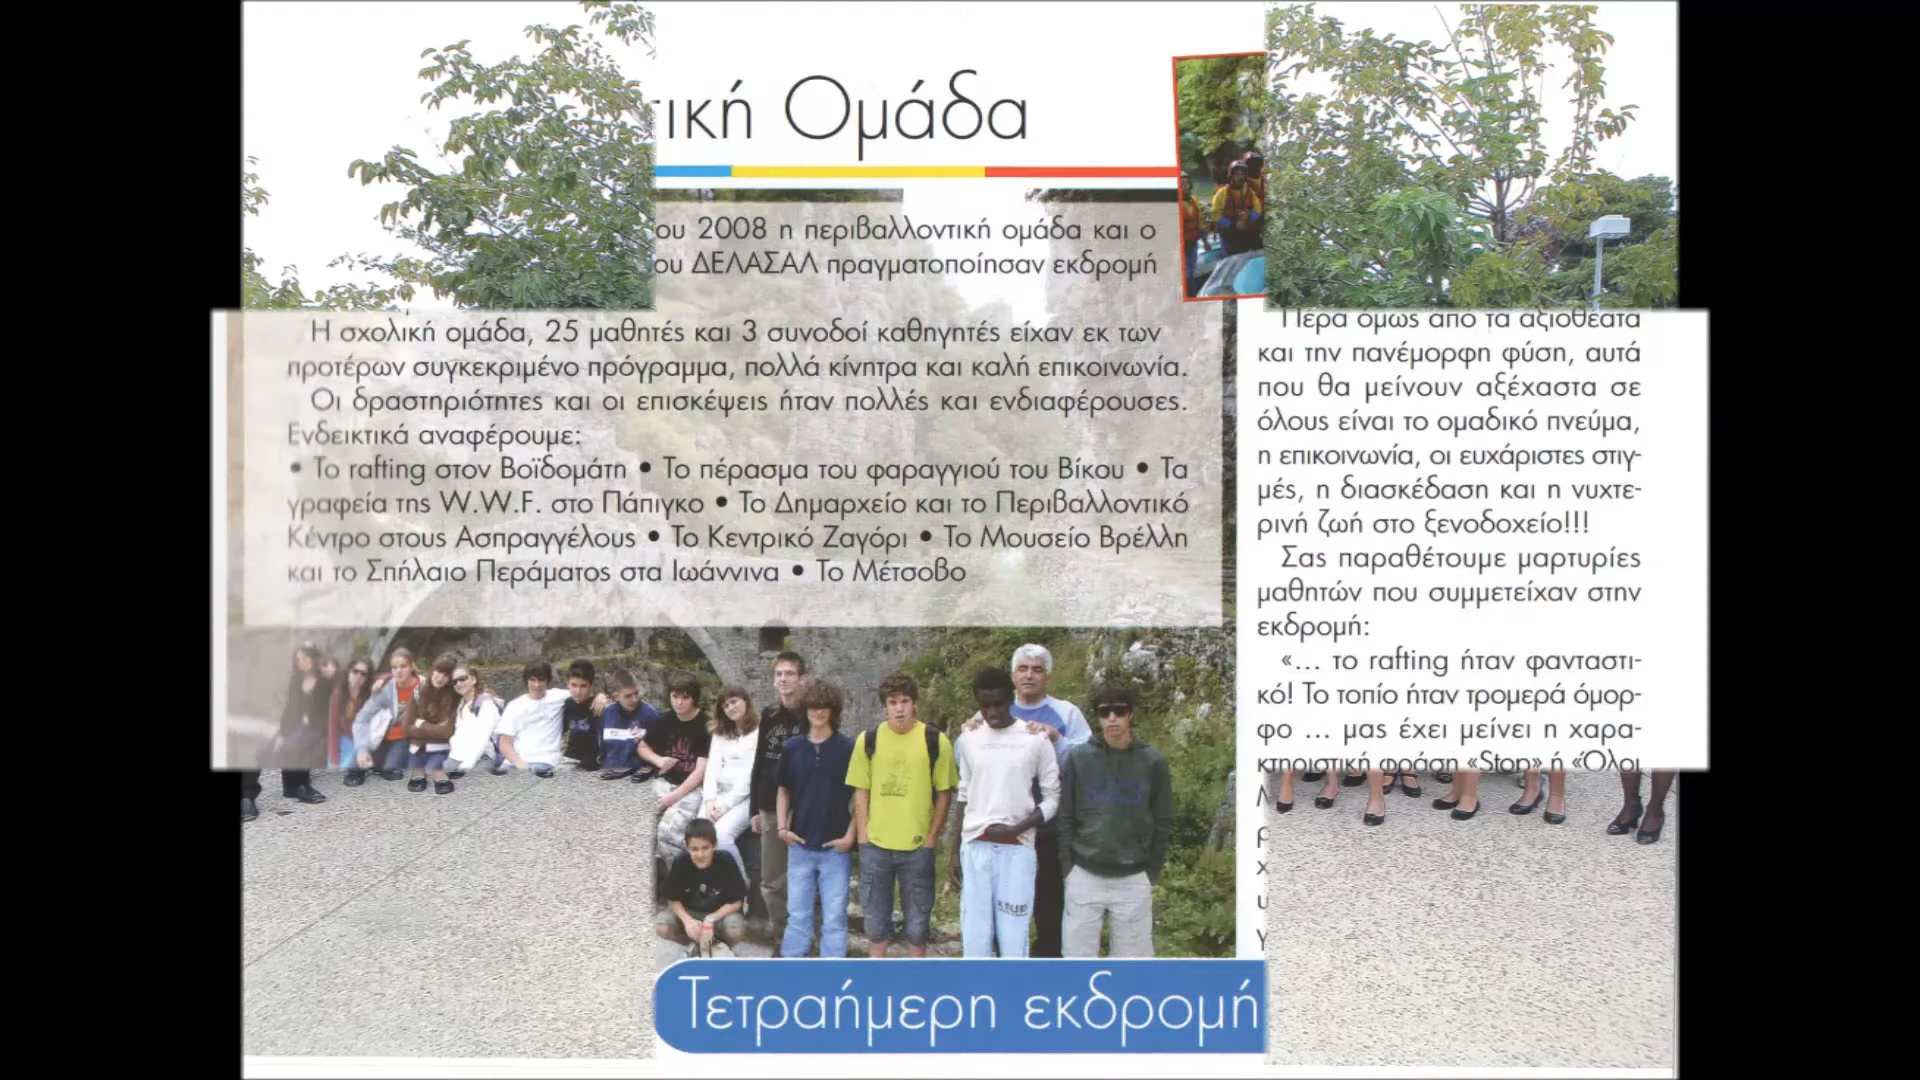 τική Ομάδα
ου 2008 η περιβαλλοντική ομάδα και ο
ου ΔΕΛΑΣΑΛ πραγματοποίησαν εκδρομή
Η σχολική ομάδα, 25 μαθητές και 3 συνοδοί καθηγητές είχαν εκ των
προτέρων συγκεκριμένο πρόγραμμα, πολλά κίνητρα και καλή επικοινωνία.
Οι δραστηριότητες και οι επισκέψεις ήταν πολλές και ενδιαφέρουσες.
Ενδεικτικά αναφέρουμε:
• Το rafting στον Βοϊδομάτη • Το πέρασμα του φαραγγιού του Βίκου • Τα
γραφεία της W.W.F. στο Πάπιγκο • Το Δημαρχείο και το Περιβαλλοντικό
Κέντρο στους Ασπραγγέλους • Το Κεντρικό Ζαγόρι • Το Μουσείο Βρέλλη
και το Σπήλαιο Περάματος στα Ιωάννινα • Το Μέτσοβο
Πέρα όμως από τα αξιοθέατα
και την πανέμορφη φύση, αυτά
που θα μείνουν αξέχαστα σε
όλους είναι το ομαδικό πνεύμα,
η επικοινωνία, οι ευχάριστες στιγ-
μές, η διασκέδαση και η νυχτε-
ρινή ζωή στο ξενοδοχείο!!!
Σας παραθέτουμε μαρτυρίες
μαθητών που συμμετείχαν στην
εκδρομή:
«... το rafting ήταν φανταστι-
κό! Το τοπίο ήταν τρομερά όμορ-
φο ... μας έχει μείνει η χαρα-
κτηριστική φράση «Stop» ή «Όλοι
Τετραήμερη εκδρομή